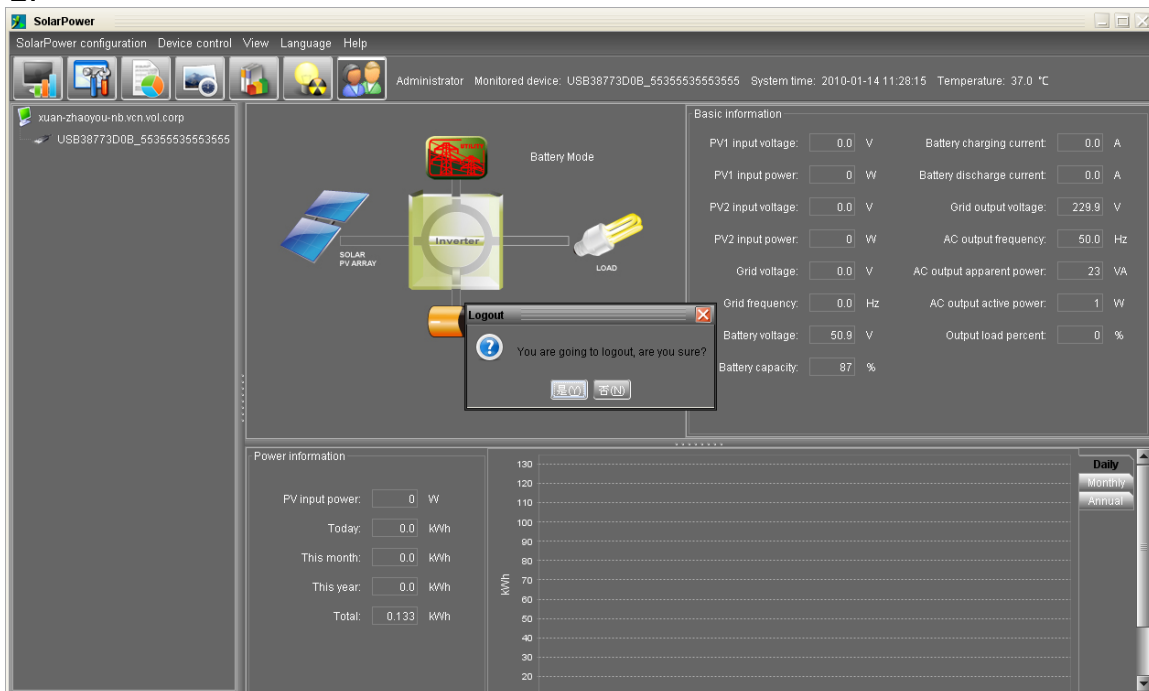 SolarPower
SolarPower configuration Device control View Language Help
Administrator Monitored device: USB38773D0B_55355535553555 System time: 2010-01-14 11:28:15 Temperature: 37.0 ℃
xuan-zhaoyou-nb.vcn.vol.corp
USB38773D0B_55355535553555
UTILITY
Battery Mode
SOLAR
PV ARRAY
Inverter
LOAD
Basic information
PV1 input voltage: 0.0 V Battery charging current: 0.0 A
PV1 input power: 0 W Battery discharge current: 0.0 A
PV2 input voltage: 0.0 V Grid output voltage: 229.9 V
PV2 input power: 0 W AC output frequency: 50.0 Hz
Grid voltage: 0.0 V AC output apparent power: 23 VA
Grid frequency: 0.0 Hz AC output active power: 1 W
Battery voltage: 50.9 V Output load percent: 0 %
Battery capacity: 87 %
Logout
You are going to logout, are you sure?
是(Y) 否(N)
Power information
PV input power: 0 W
Today: 0.0 kWh
This month: 0.0 kWh
This year: 0.0 kWh
Total: 0.133 kWh
kWh
130
120
110
100
90
80
70
60
50
40
30
20
Daily
Monthly
Annual